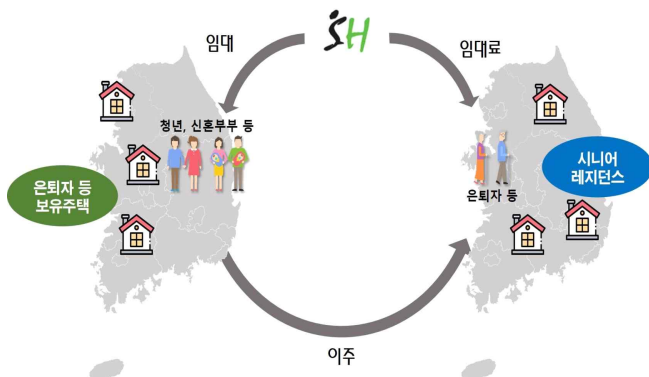 임대
SH
임대료
청년, 신혼부부 등
은퇴자 등
보유주택
시니어
레지던스
은퇴자 등
이주